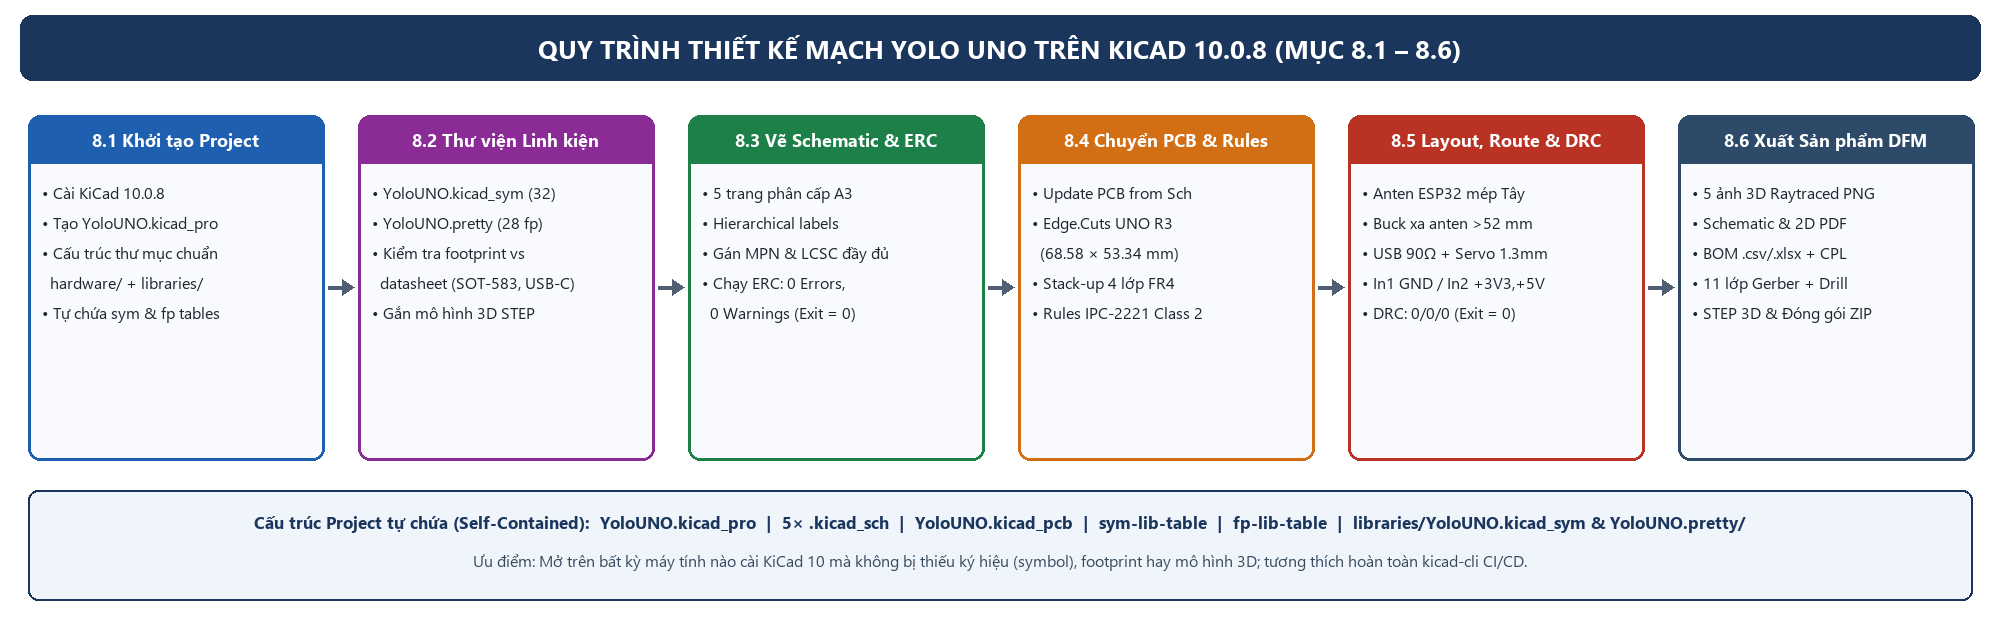 QUY TRÌNH THIẾT KẾ MẠCH YOLO UNO TRÊN KICAD 10.0.8 (MỤC 8.1 – 8.6)
8.1 Khởi tạo Project
• Cài KiCad 10.0.8
• Tạo YoloUNO.kicad_pro
• Cấu trúc thư mục chuẩn
hardware/ + libraries/
• Tự chứa sym & fp tables
8.2 Thư viện Linh kiện
• YoloUNO.kicad_sym (32)
• YoloUNO.pretty (28 fp)
• Kiểm tra footprint vs
datasheet (SOT-583, USB-C)
• Gắn mô hình 3D STEP
8.3 Vẽ Schematic & ERC
• 5 trang phân cấp A3
• Hierarchical labels
• Gán MPN & LCSC đầy đủ
• Chạy ERC: 0 Errors,
0 Warnings (Exit = 0)
8.4 Chuyển PCB & Rules
• Update PCB from Sch
• Edge.Cuts UNO R3
(68.58 × 53.34 mm)
• Stack-up 4 lớp FR4
• Rules IPC-2221 Class 2
8.5 Layout, Route & DRC
• Anten ESP32 mép Tây
• Buck xa anten >52 mm
• USB 90Ω + Servo 1.3mm
• In1 GND / In2 +3V3,+5V
• DRC: 0/0/0 (Exit = 0)
8.6 Xuất Sản phẩm DFM
• 5 ảnh 3D Raytraced PNG
• Schematic & 2D PDF
• BOM .csv/.xlsx + CPL
• 11 lớp Gerber + Drill
• STEP 3D & Đóng gói ZIP
Cấu trúc Project tự chứa (Self-Contained): YoloUNO.kicad_pro | 5× .kicad_sch | YoloUNO.kicad_pcb | sym-lib-table | fp-lib-table | libraries/YoloUNO.kicad_sym & YoloUNO.pretty/
Ưu điểm: Mở trên bất kỳ máy tính nào cài KiCad 10 mà không bị thiếu ký hiệu (symbol), footprint hay mô hình 3D; tương thích hoàn toàn kicad-cli CI/CD.